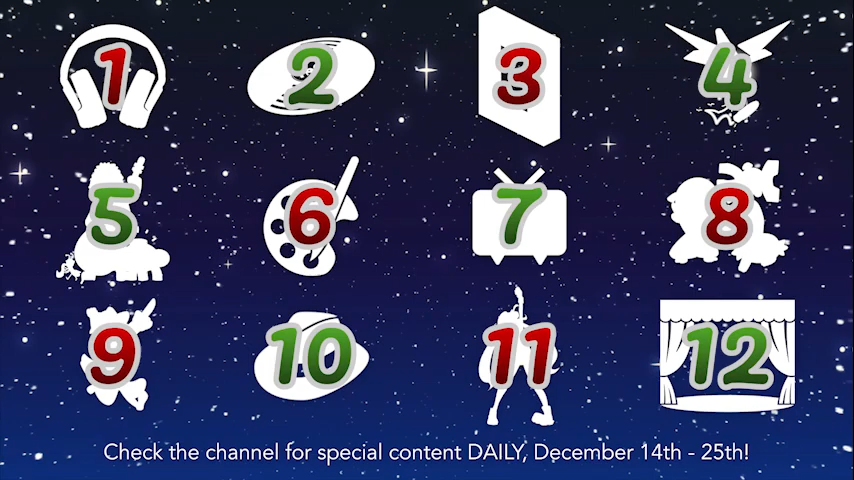 1 2 3 4
5 6 7 8
9 10 11 12
Check the channel for special content DAILY, December 14th - 25th!